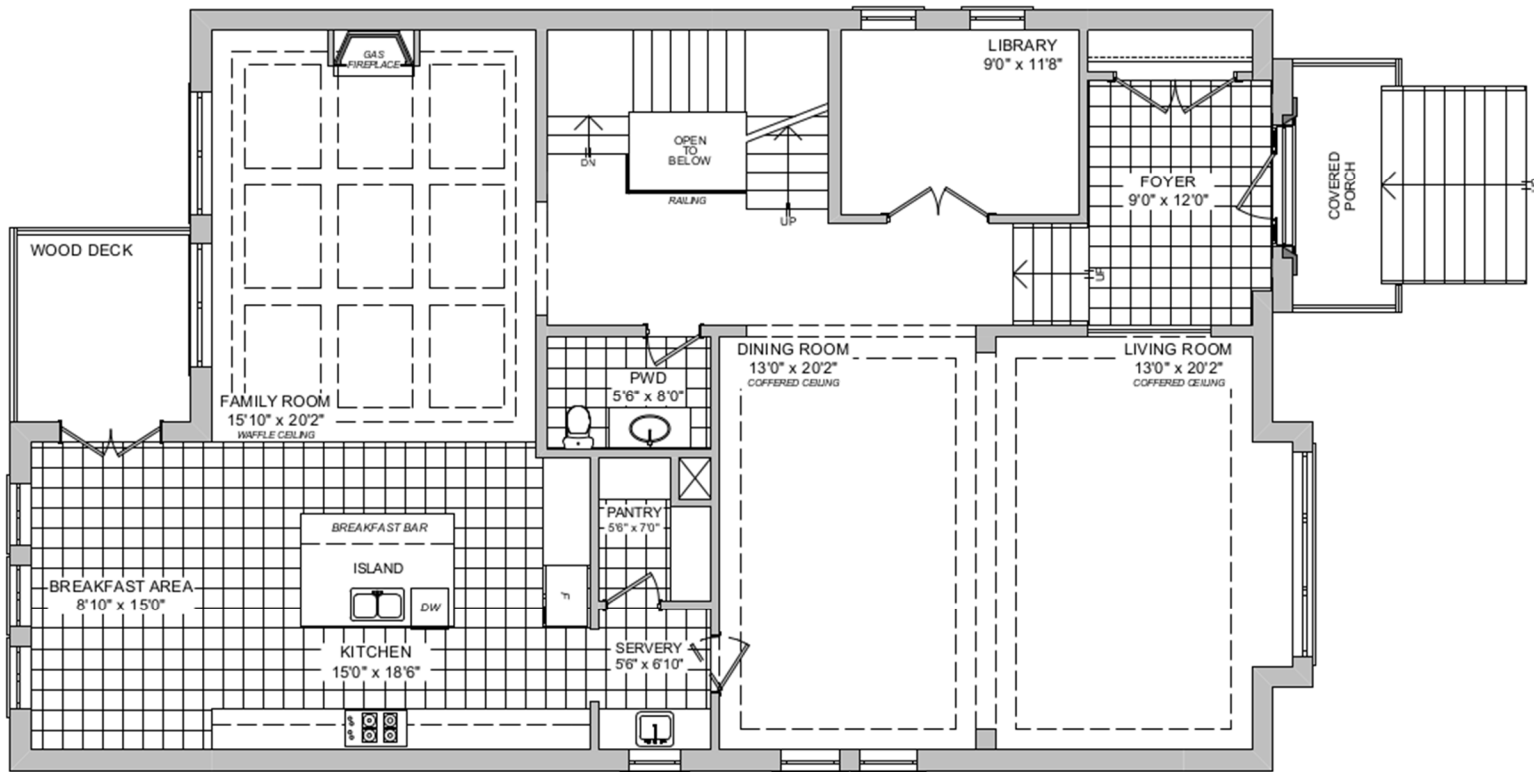 GAS
FIREPLACE
LIBRARY
9'0" x 11'8"
OPEN
TO
BELOW
DN
RAILING
UP
FOYER
9'0" x 12'0"
COVERED
PORCH
UP
UP
WOOD DECK
FAMILY ROOM
15'10" x 20'2"
WAFFLE CEILING
PWD
5'6" x 8'0"
DINING ROOM
13'0" x 20'2"
COFFERED CEILING
LIVING ROOM
13'0" x 20'2"
COFFERED CEILING
PANTRY
5'6" x 7'0"
BREAKFAST BAR
ISLAND
DW
F
BREAKFAST AREA
8'10" x 15'0"
KITCHEN
15'0" x 18'6"
SERVERY
5'6" x 6'10"